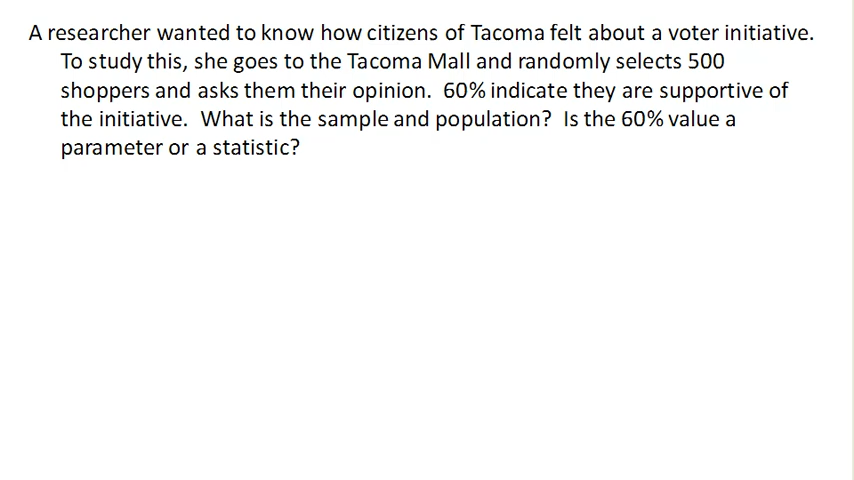 A researcher wanted to know how citizens of Tacoma felt about a voter initiative.
To study this, she goes to the Tacoma Mall and randomly selects 500
shoppers and asks them their opinion.  60% indicate they are supportive of
the initiative.  What is the sample and population?  Is the 60% value a
parameter or a statistic?